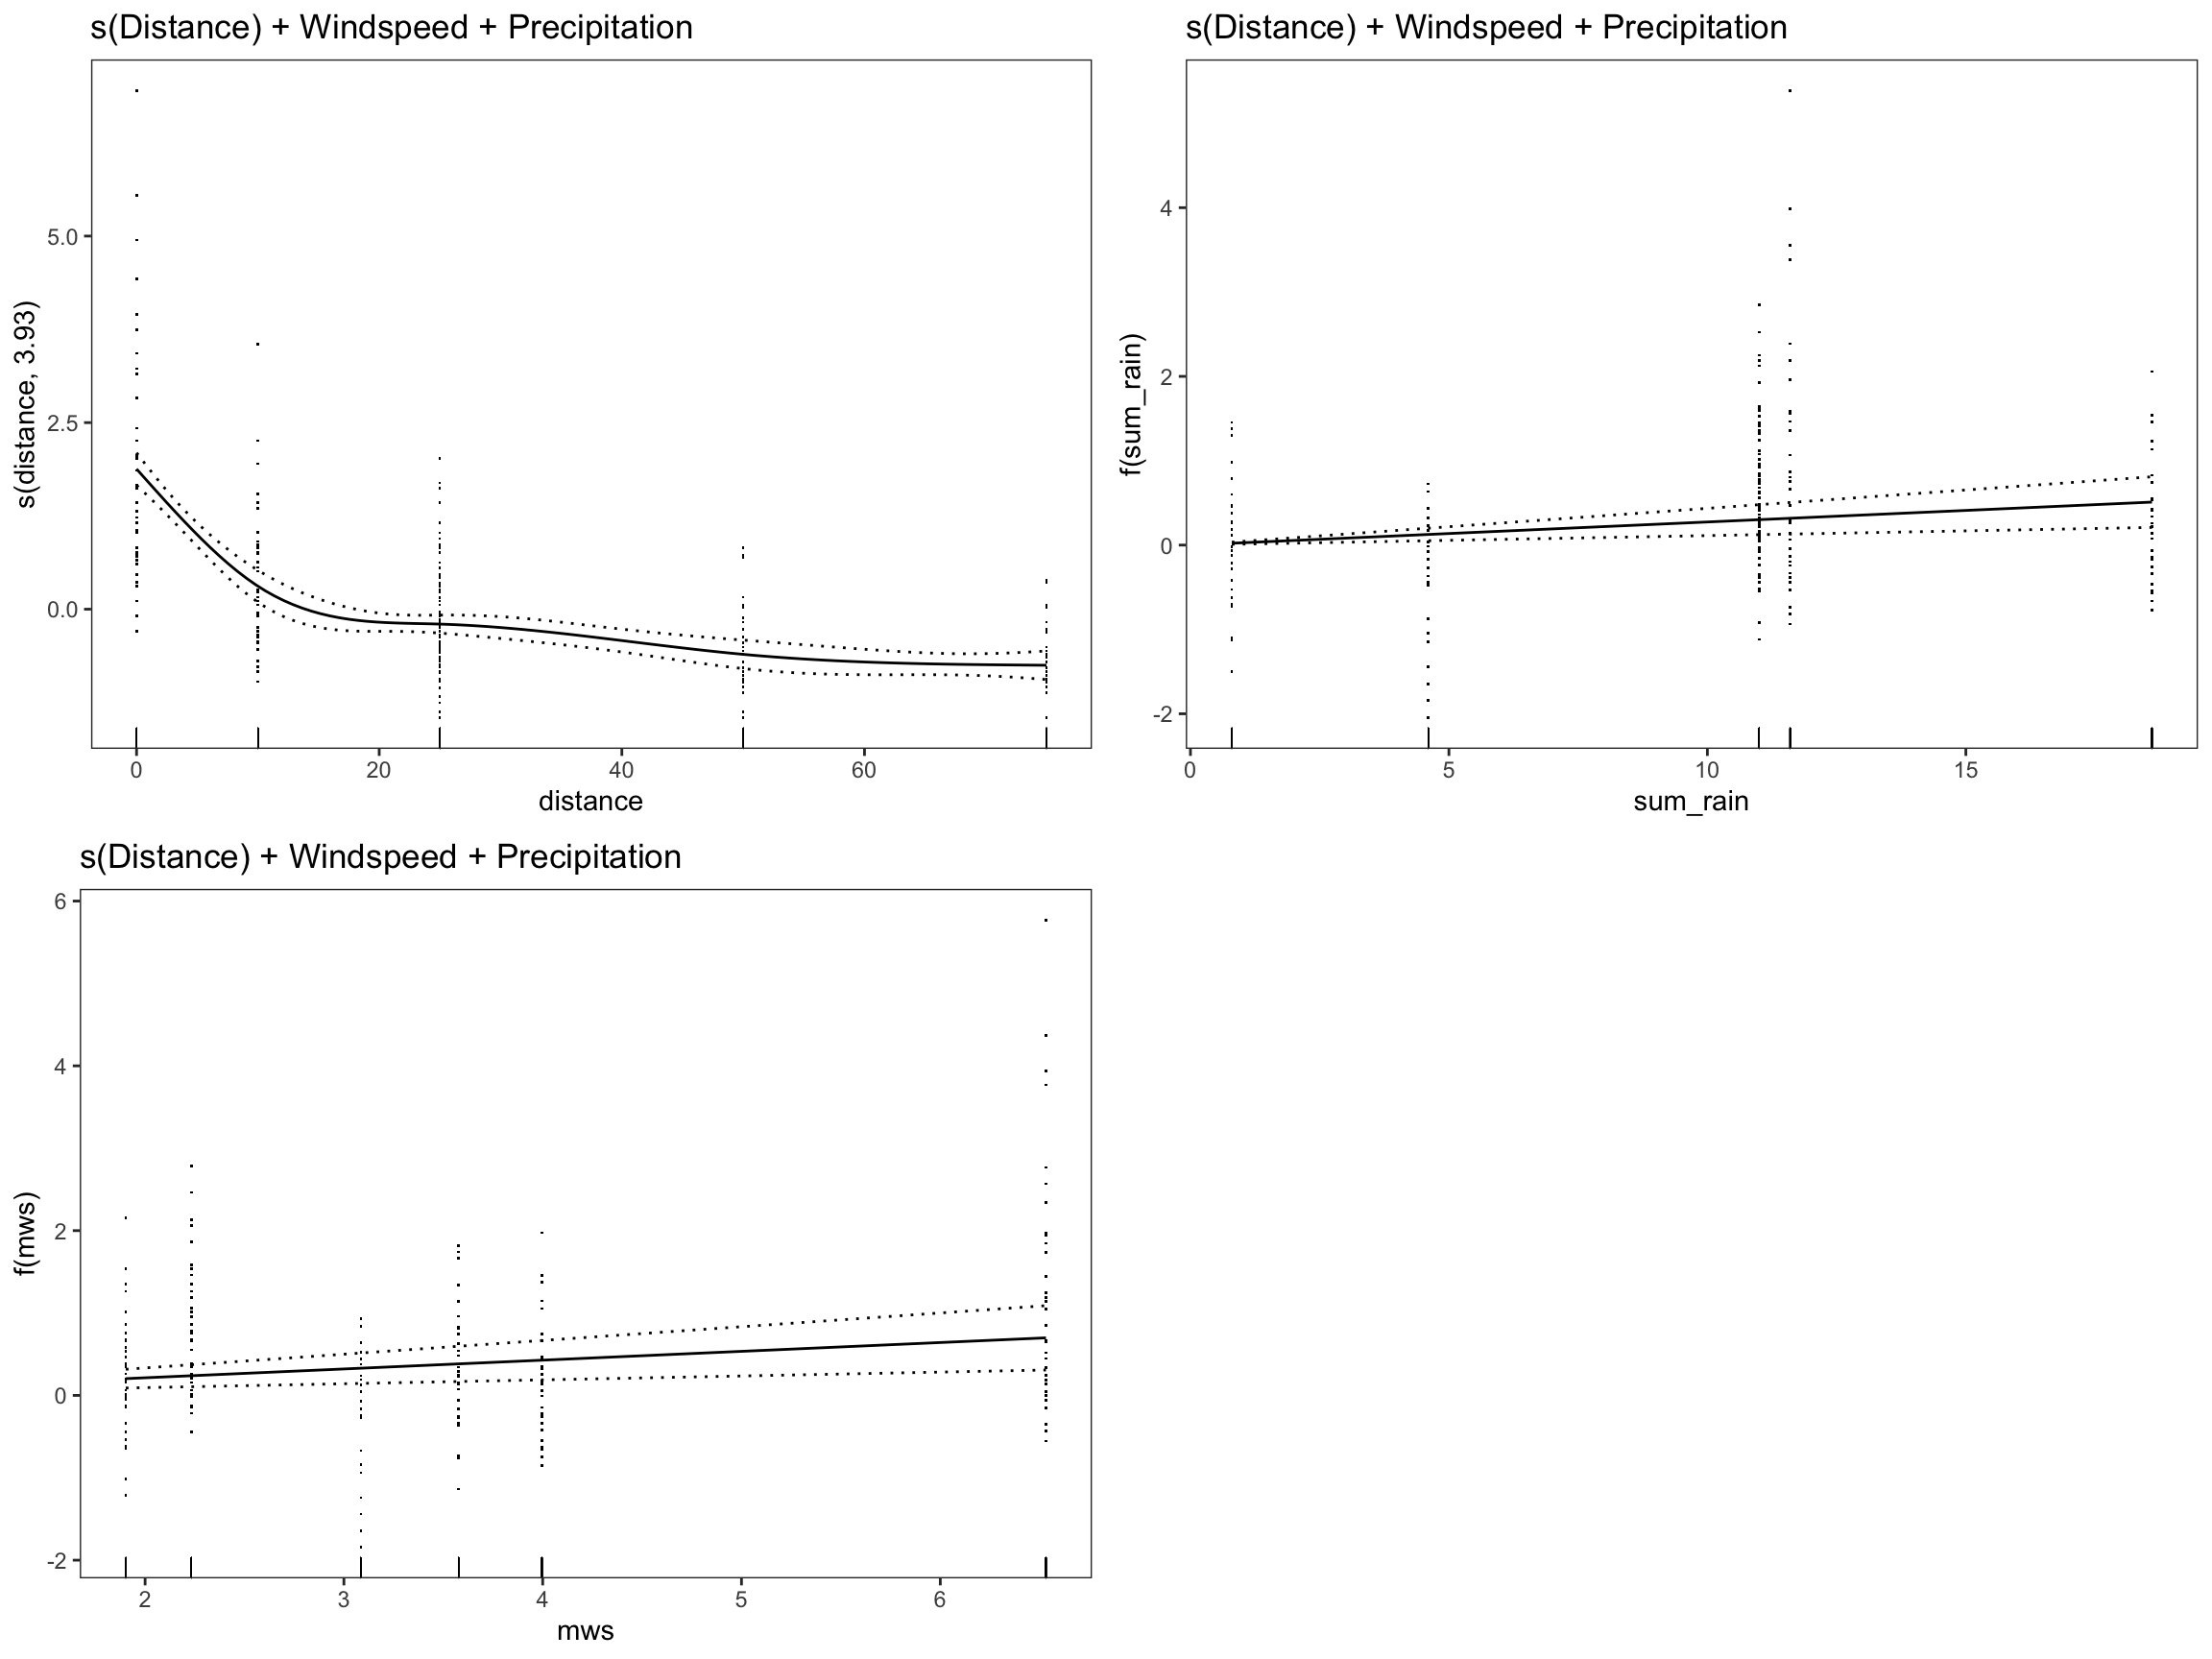 s(Distance) + Windspeed + Precipitation
s(distance, 3.93)
5.0
2.5
0.0
0 20 40 60
distance
s(Distance) + Windspeed + Precipitation
f(sum_rain)
4
2
0
-2
0 5 10 15
sum_rain
s(Distance) + Windspeed + Precipitation
f(mws)
6
4
2
0
-2
2 3 4 5 6
mws